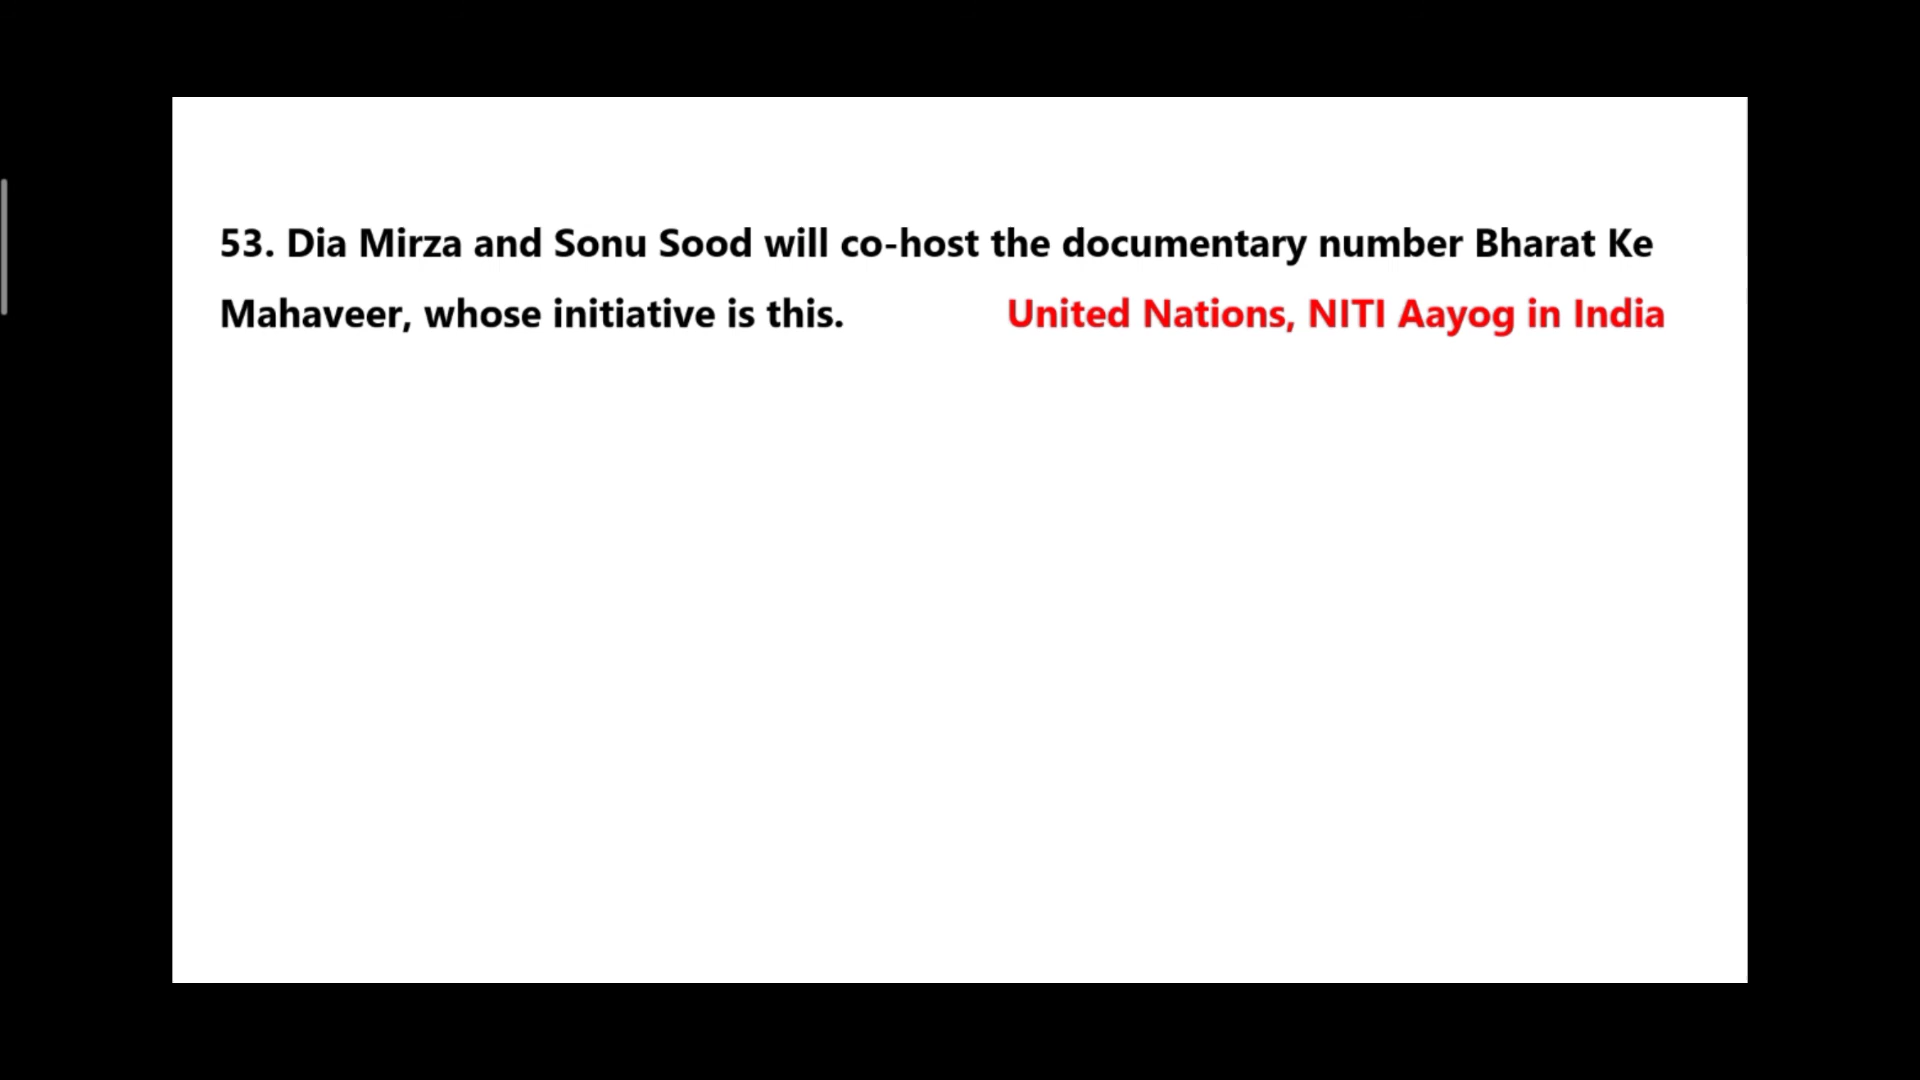 53. Dia Mirza and Sonu Sood will co-host the documentary number Bharat Ke
Mahaveer, whose initiative is this. United Nations, NITI Aayog in India